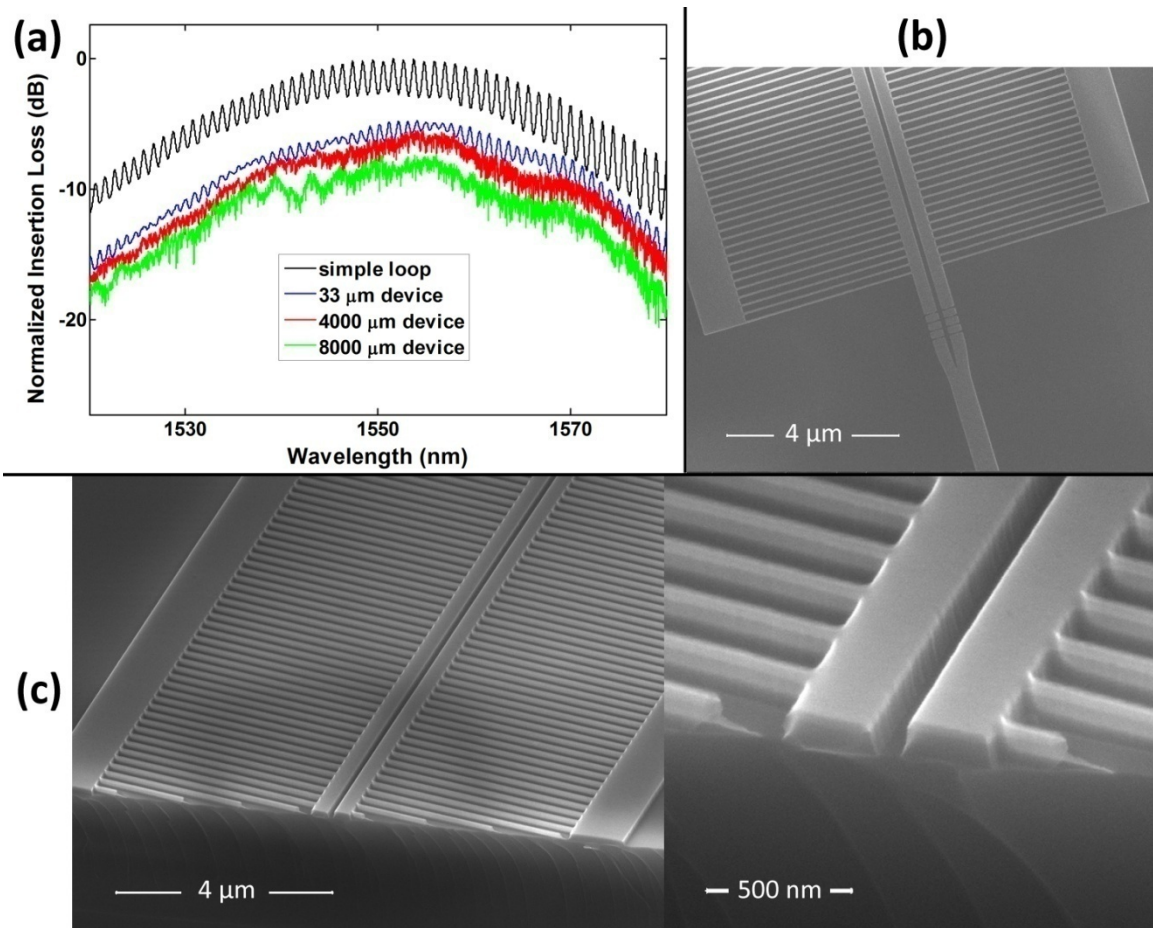 (a)
Normalized Insertion Loss (dB)
0
-10
-20
simple loop
33 μm device
4000 μm device
8000 μm device
1530
1550
1570
Wavelength (nm)
(b)
4 μm
(c)
4 μm
500 nm